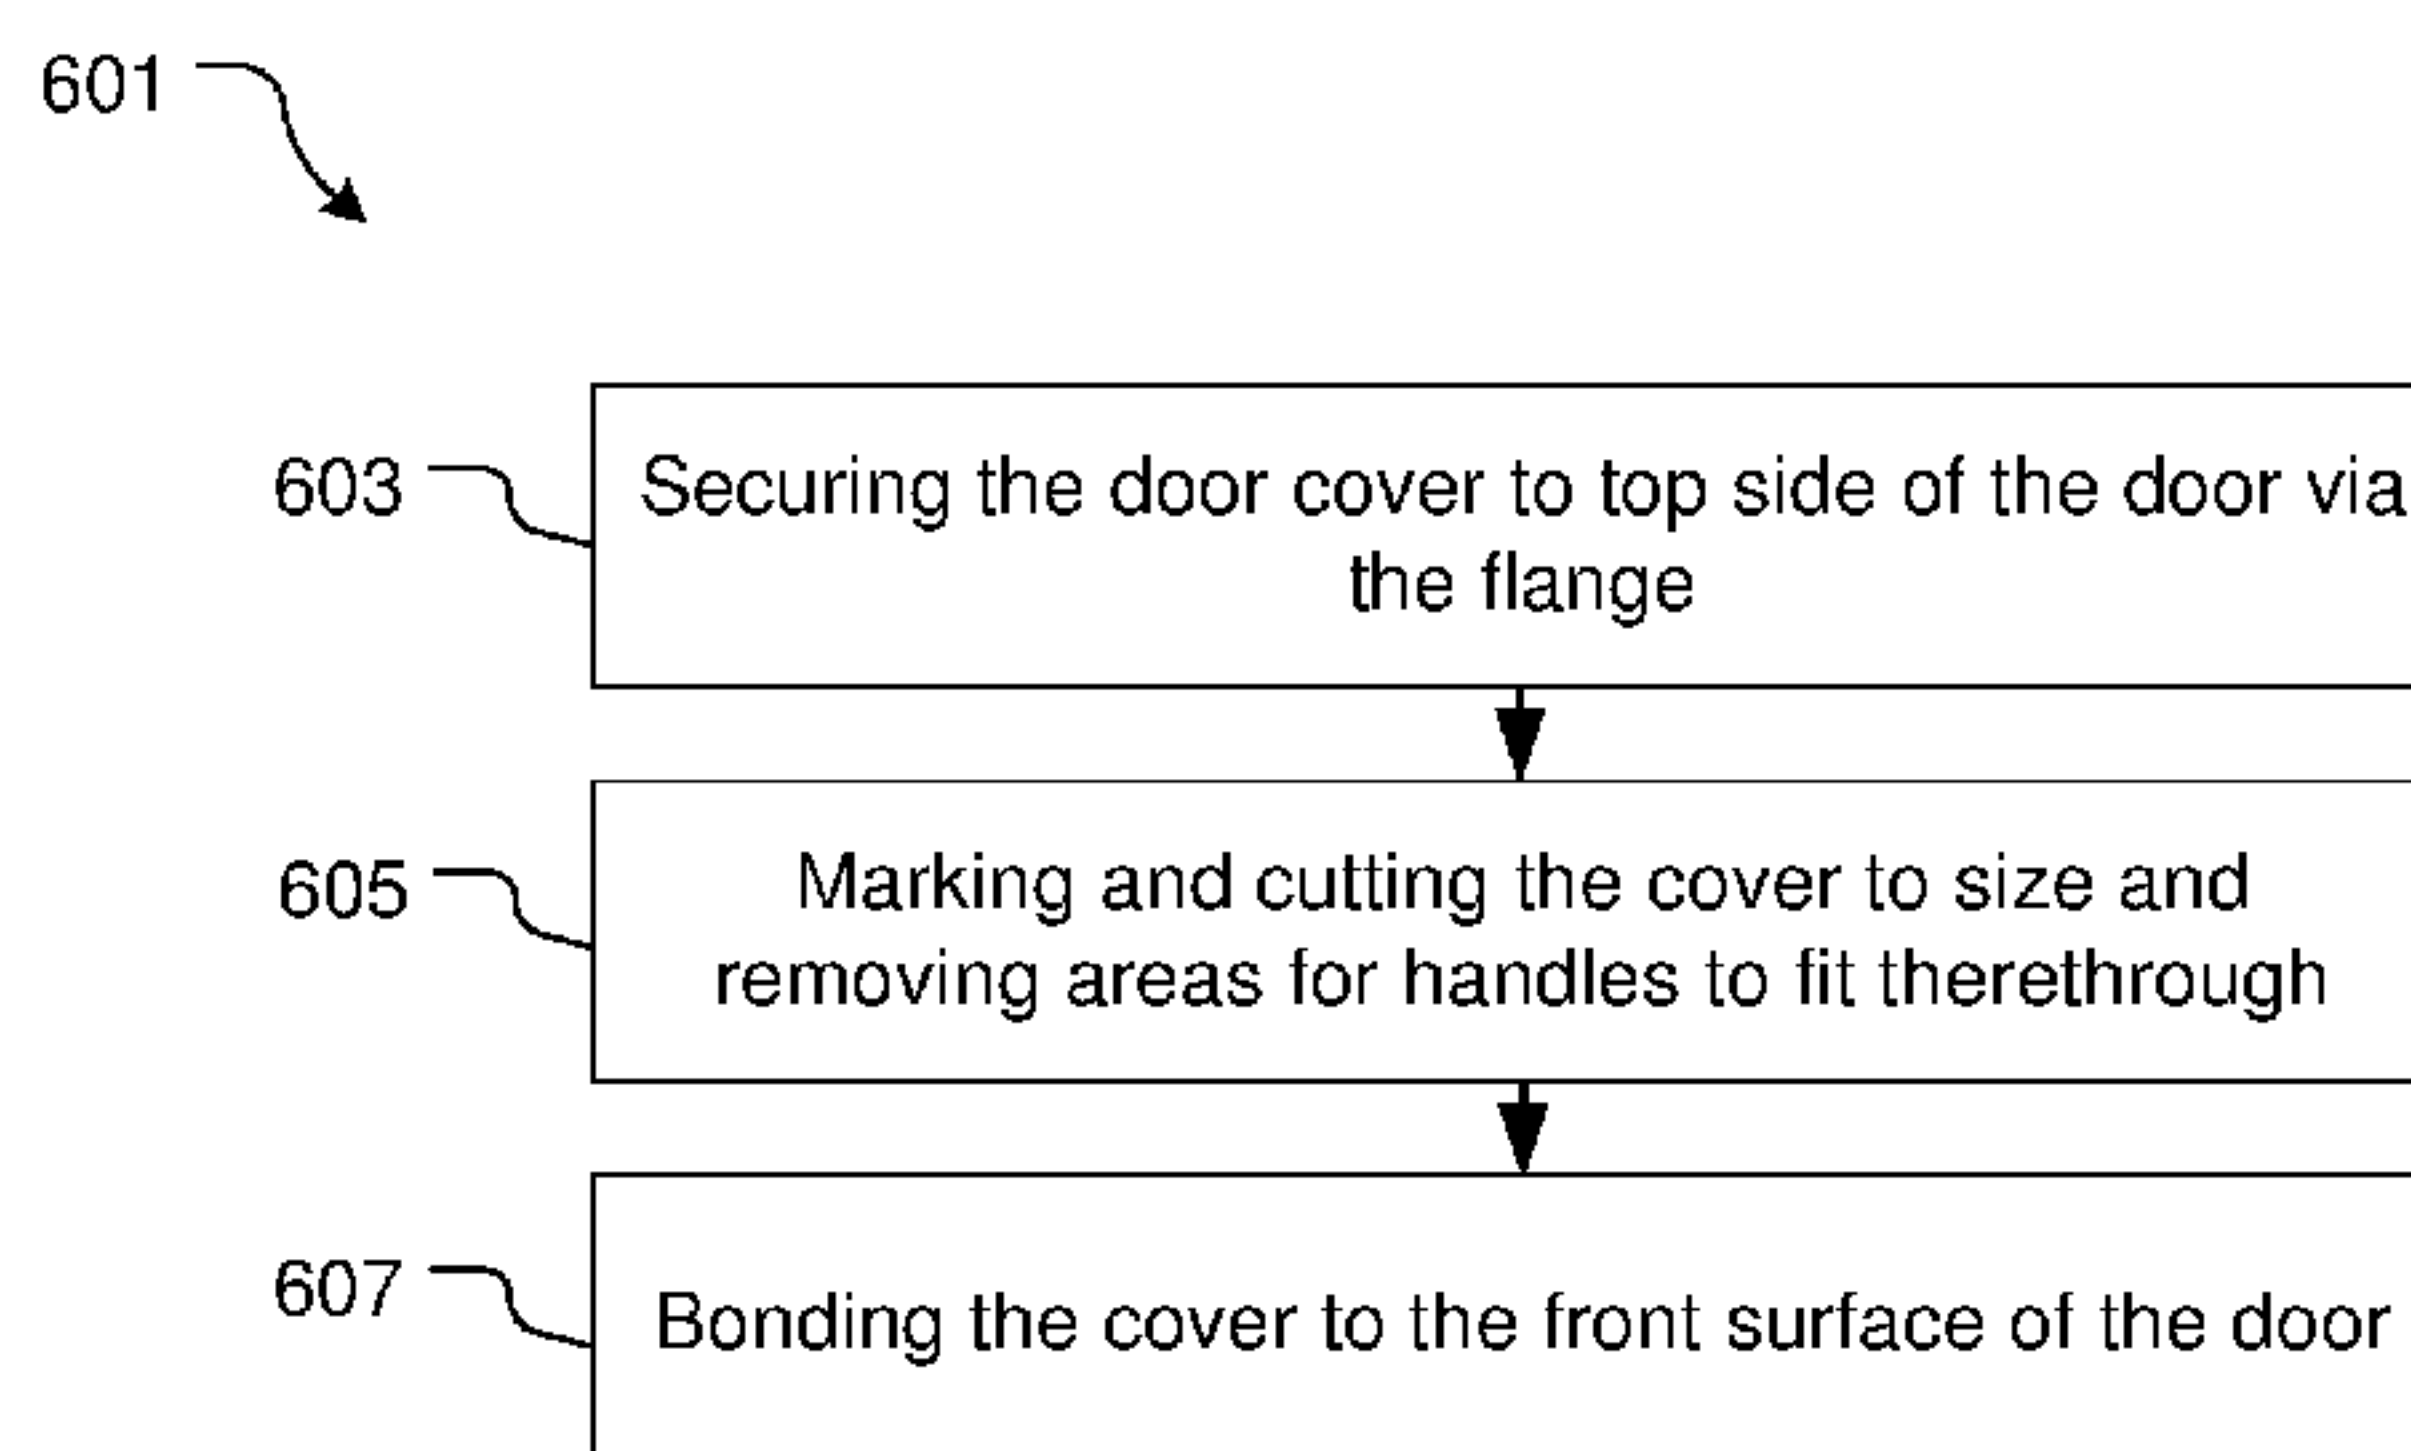 601
603
Securing the door cover to top side of the door via
the flange
605
Marking and cutting the cover to size and
removing areas for handles to fit therethrough
607
Bonding the cover to the front surface of the door